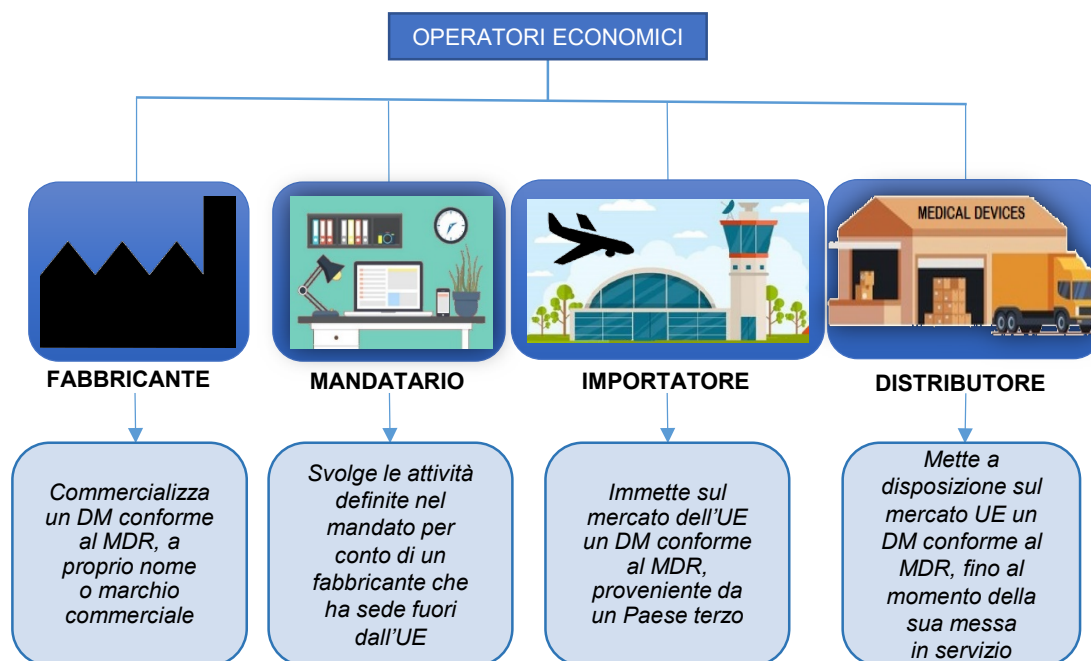 OPERATORI ECONOMICI
MEDICAL DEVICES
FABBRICANTE
MANDATARIO
IMPORTATORE
DISTRIBUTORE
Commercializza
un DM conforme
al MDR, a
proprio nome
o marchio
commerciale
Svolge le attività
definite nel
mandato per
conto di un
fabbricante che
ha sede fuori
dall'UE
Immette sul
mercato dell'UE
un DM conforme
al MDR,
proveniente da
un Paese terzo
Mette a
disposizione sul
mercato UE un
DM conforme al
MDR, fino al
momento della
sua messa
in servizio